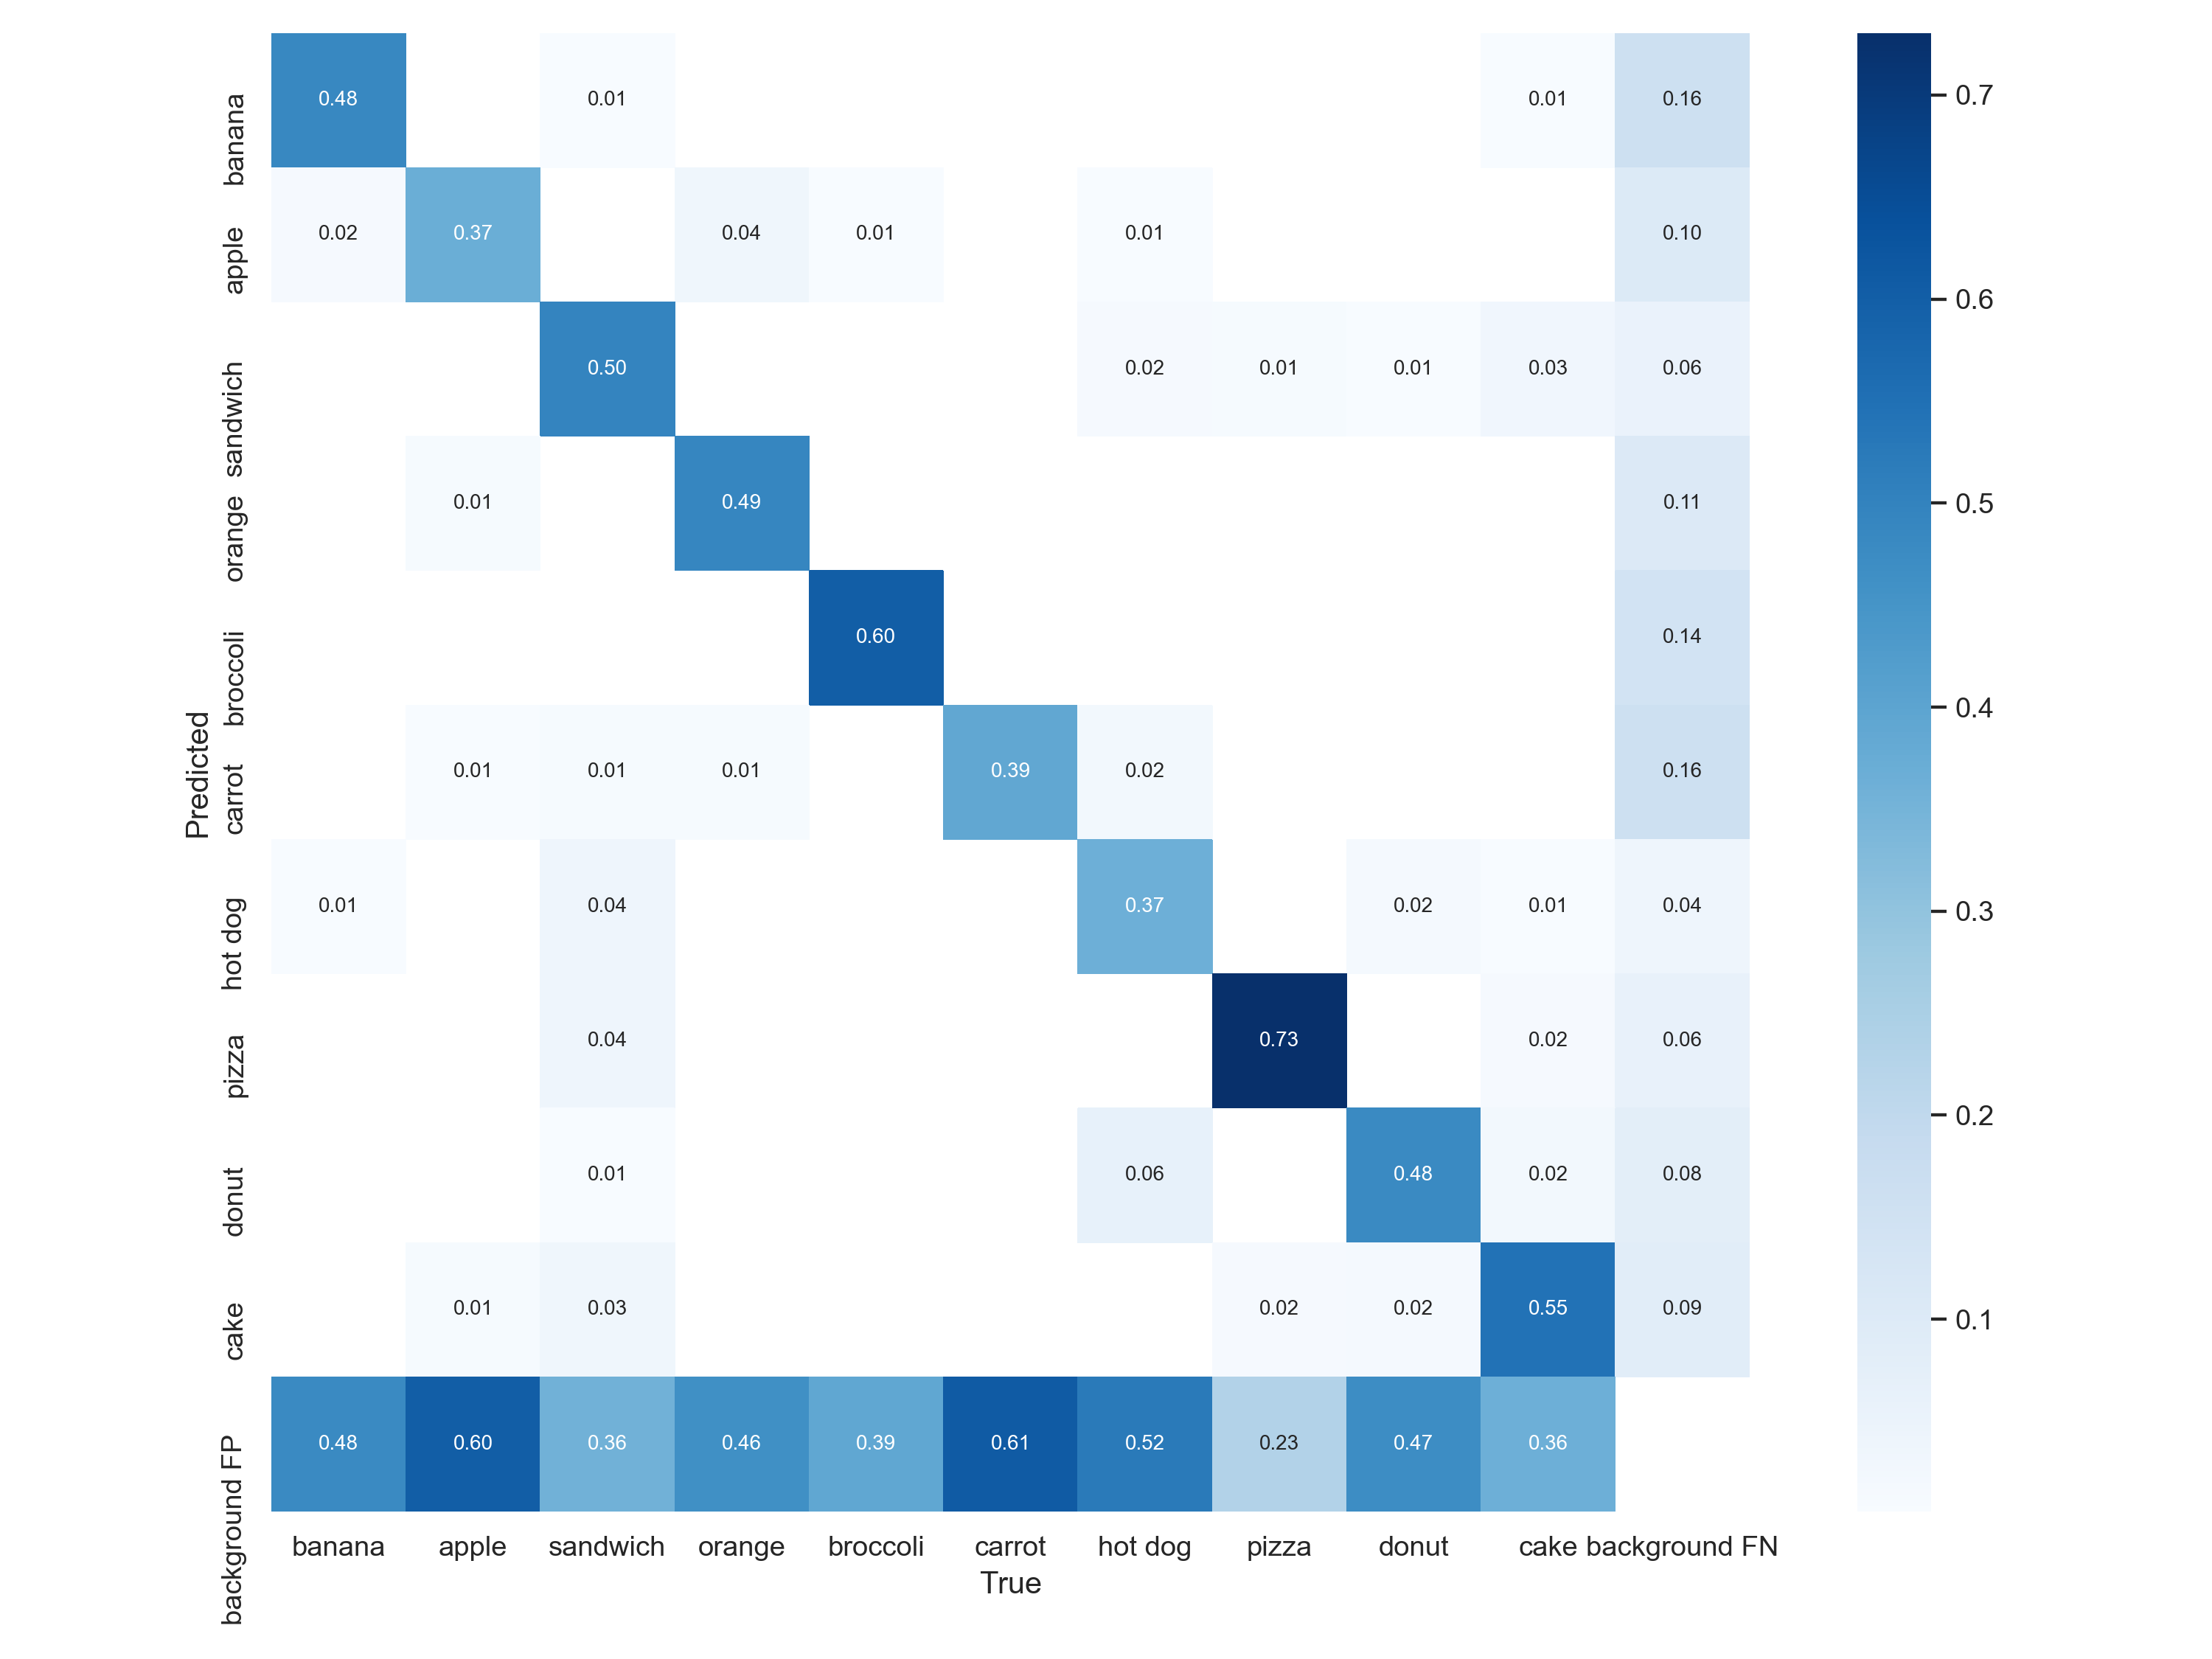 banana 0.48 0.01 0.01 0.16
apple 0.02 0.37 0.04 0.01 0.01 0.10
sandwich 0.50 0.02 0.01 0.01 0.03 0.06
orange 0.01 0.49 0.11
broccoli 0.60 0.14
carrot 0.01 0.01 0.01 0.39 0.02 0.16
hot dog 0.01 0.04 0.37 0.02 0.01 0.04
pizza 0.04 0.73 0.02 0.06
donut 0.01 0.06 0.48 0.02 0.08
cake 0.01 0.03 0.02 0.02 0.55 0.09
background FP 0.48 0.60 0.36 0.46 0.39 0.61 0.52 0.23 0.47 0.36
Predicted
banana apple sandwich orange broccoli carrot hot dog pizza donut cake background FN
True
0.7
0.6
0.5
0.4
0.3
0.2
0.1